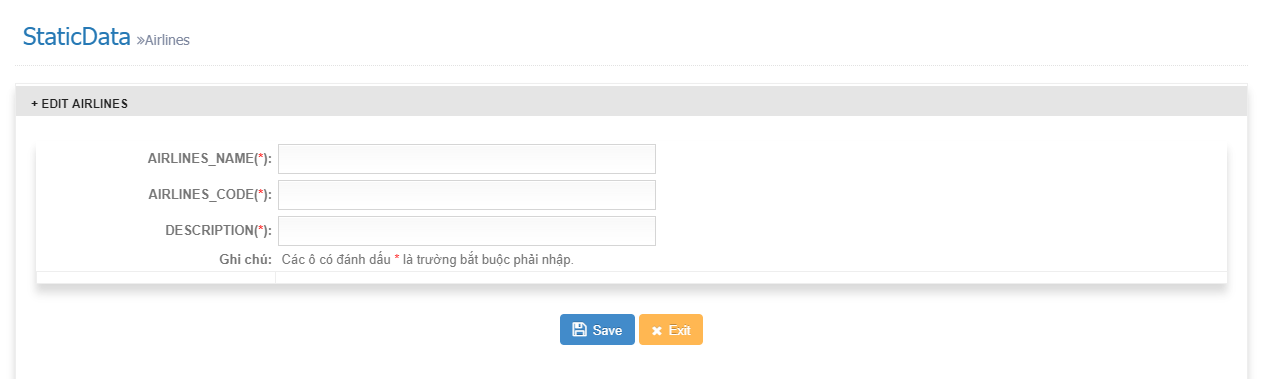 StaticData »Airlines
+ EDIT AIRLINES
AIRLINES_NAME(*):
AIRLINES_CODE(*):
DESCRIPTION(*):
Ghi chú: Các ô có đánh dấu * là trường bắt buộc phải nhập.
Save Exit